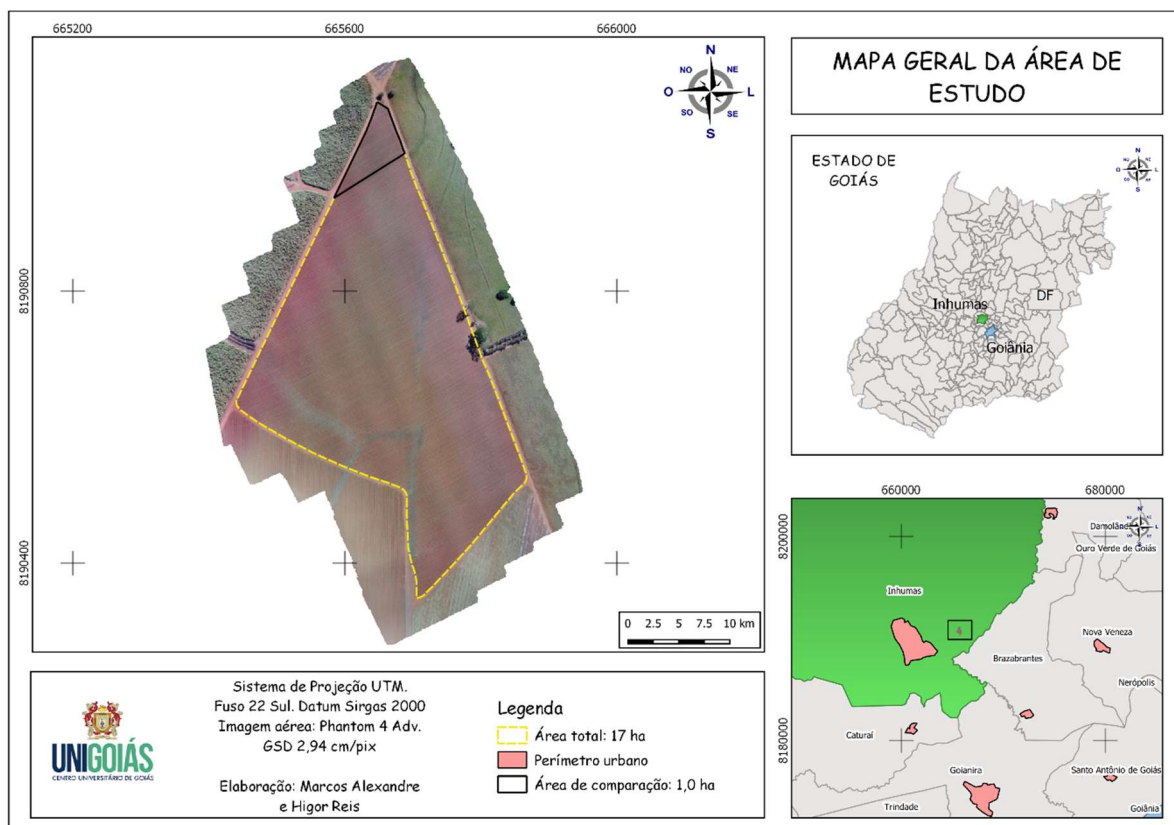 665200
665600
666000
8190800
8190400
N
NE
L
SE
S
SO
O
NO
0 2.5 5 7.5 10 km
MAPA GERAL DA ÁREA DE
ESTUDO
ESTADO DE
GOIÁS
N
L
S
O
Inhumas
DF
Goiânia
660000
680000
8200000
8180000
Damolând
Ouro Verde de Goiás
Inhumas
Nova Veneza
Brazabrantes
Nerópolis
Caturaí
Goianira
Santo Antônio de Goiás
Trindade
Goiânia
UNIGOIÁS
CENTRO UNIVERSITÁRIO DE GOIÁS
Sistema de Projeção UTM.
Fuso 22 Sul. Datum Sirgas 2000
Imagem aérea: Phantom 4 Adv.
GSD 2,94 cm/pix
Elaboração: Marcos Alexandre
e Higor Reis
Legenda
Área total: 17 ha
Perímetro urbano
Área de comparação: 1,0 ha